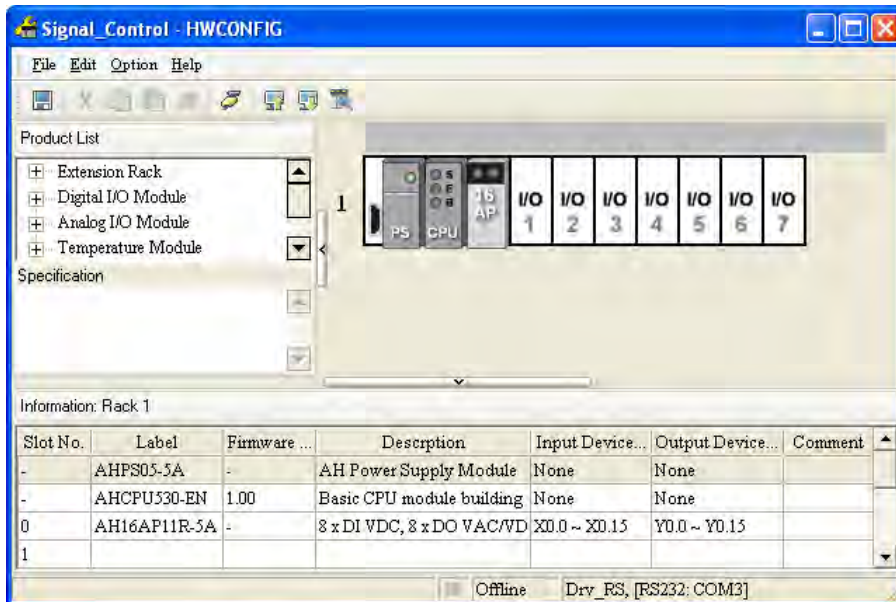 Signal_Control - HWCONFIG
File Edit Option Help
Product List
Extension Rack
Digital I/O Module
Analog I/O Module
Temperature Module
Specification
1
PS CPU 16 AP I/O 1 I/O 2 I/O 3 I/O 4 I/O 5 I/O 6 I/O 7
Information: Rack 1
Slot No. Label Firmware ... Descrption Input Device... Output Device... Comment
- AHPS05-5A - AH Power Supply Module None None
- AHCPU530-EN 1.00 Basic CPU module building None None
0 AH16AP11R-5A - 8 x DI VDC, 8 x DO VAC/VD X0.0 ~ X0.15 Y0.0 ~ Y0.15
1
Offline Drv_RS, [RS232: COM3]